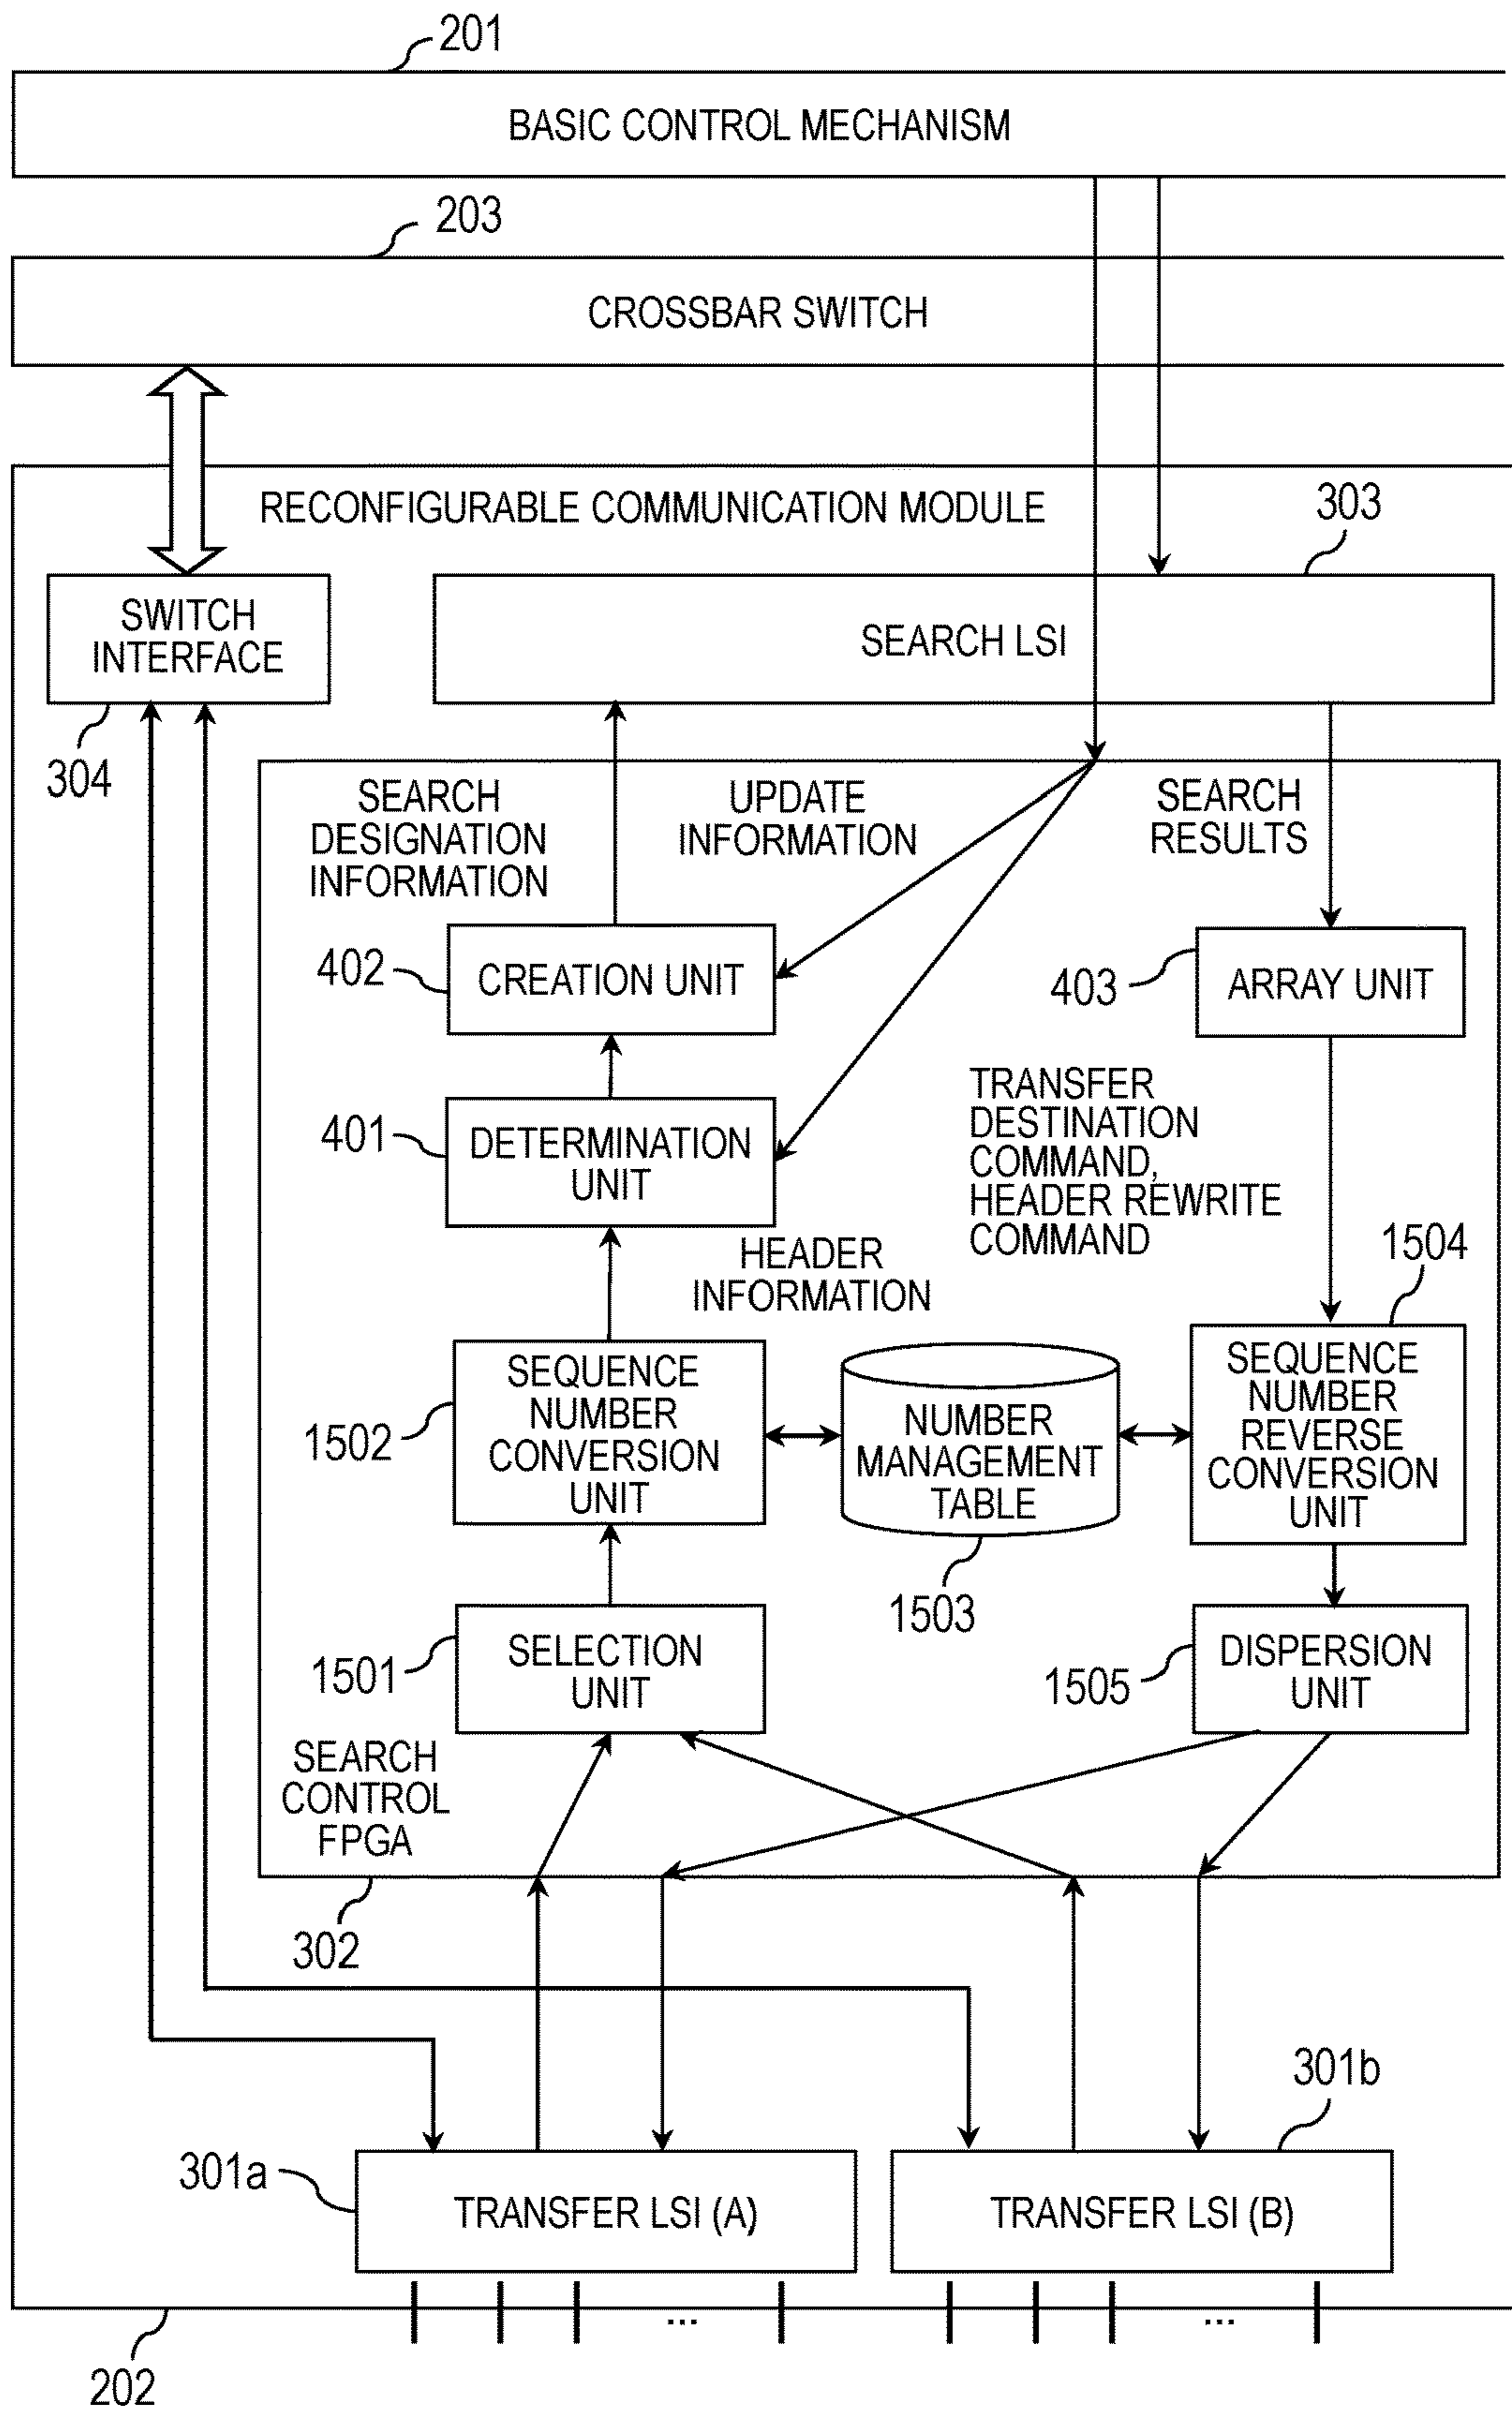 201
BASIC CONTROL MECHANISM
203
CROSSBAR SWITCH
RECONFIGURABLE COMMUNICATION MODULE
303
SWITCH
INTERFACE
304
SEARCH LSI
SEARCH
DESIGNATION
INFORMATION
UPDATE
INFORMATION
SEARCH
RESULTS
402
CREATION UNIT
403
ARRAY UNIT
401
DETERMINATION
UNIT
TRANSFER
DESTINATION
COMMAND,
HEADER REWRITE
COMMAND
HEADER
INFORMATION
1504
1502
SEQUENCE
NUMBER
CONVERSION
UNIT
NUMBER
MANAGEMENT
TABLE
1503
SEQUENCE
NUMBER
REVERSE
CONVERSION
UNIT
1501
SELECTION
UNIT
1505
DISPERSION
UNIT
SEARCH
CONTROL
FPGA
302
301a
TRANSFER LSI (A)
301b
TRANSFER LSI (B)
...
...
202